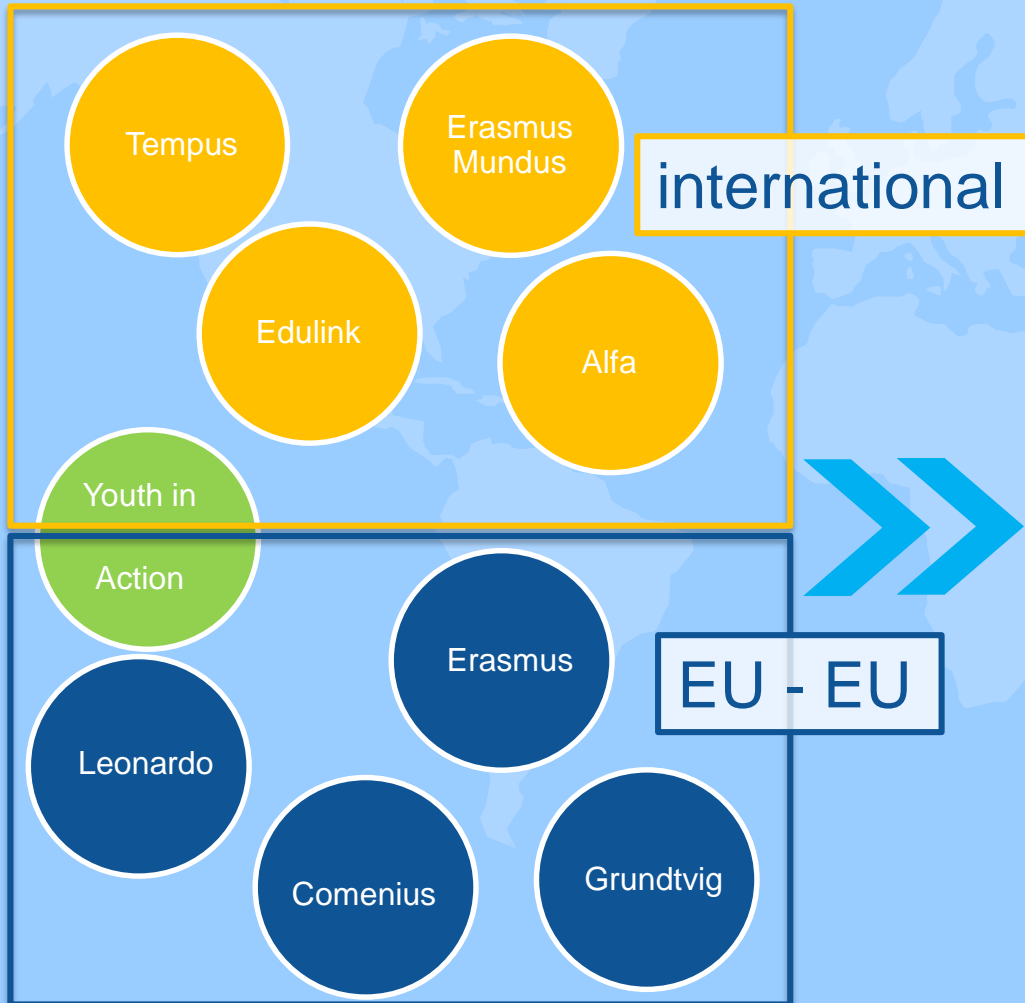 Tempus
Erasmus
Mundus
international
Edulink
Alfa
Youth in
Action
Erasmus
EU - EU
Leonardo
Comenius
Grundtvig